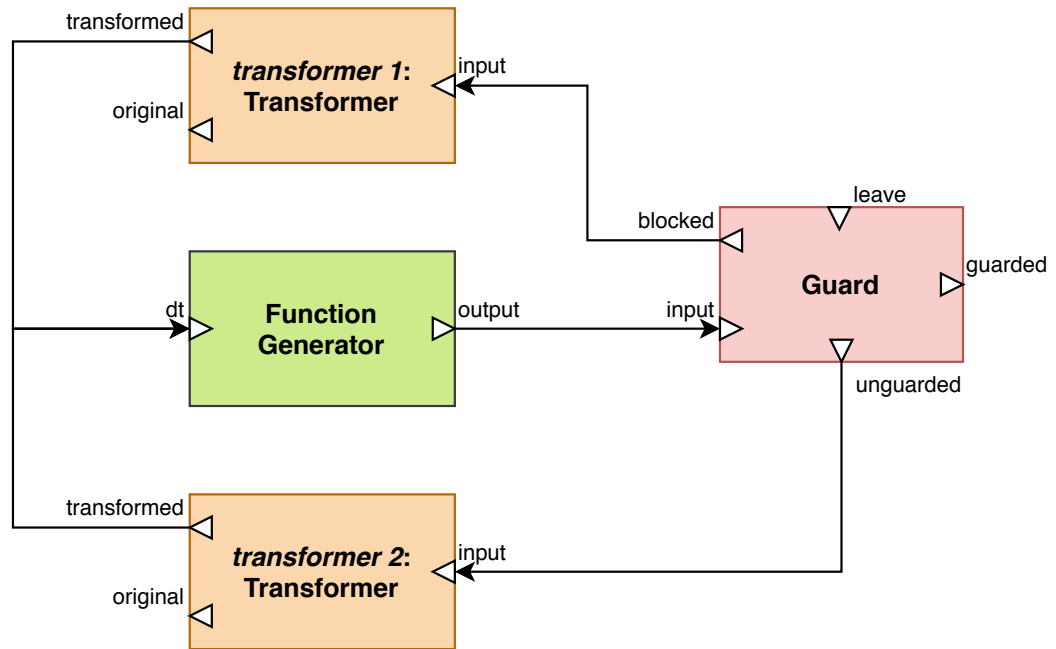 transformed
transformer 1:
Transformer
input
original
leave
blocked
guarded
Guard
dt
Function
Generator
output
input
unguarded
transformed
transformer 2:
Transformer
input
original